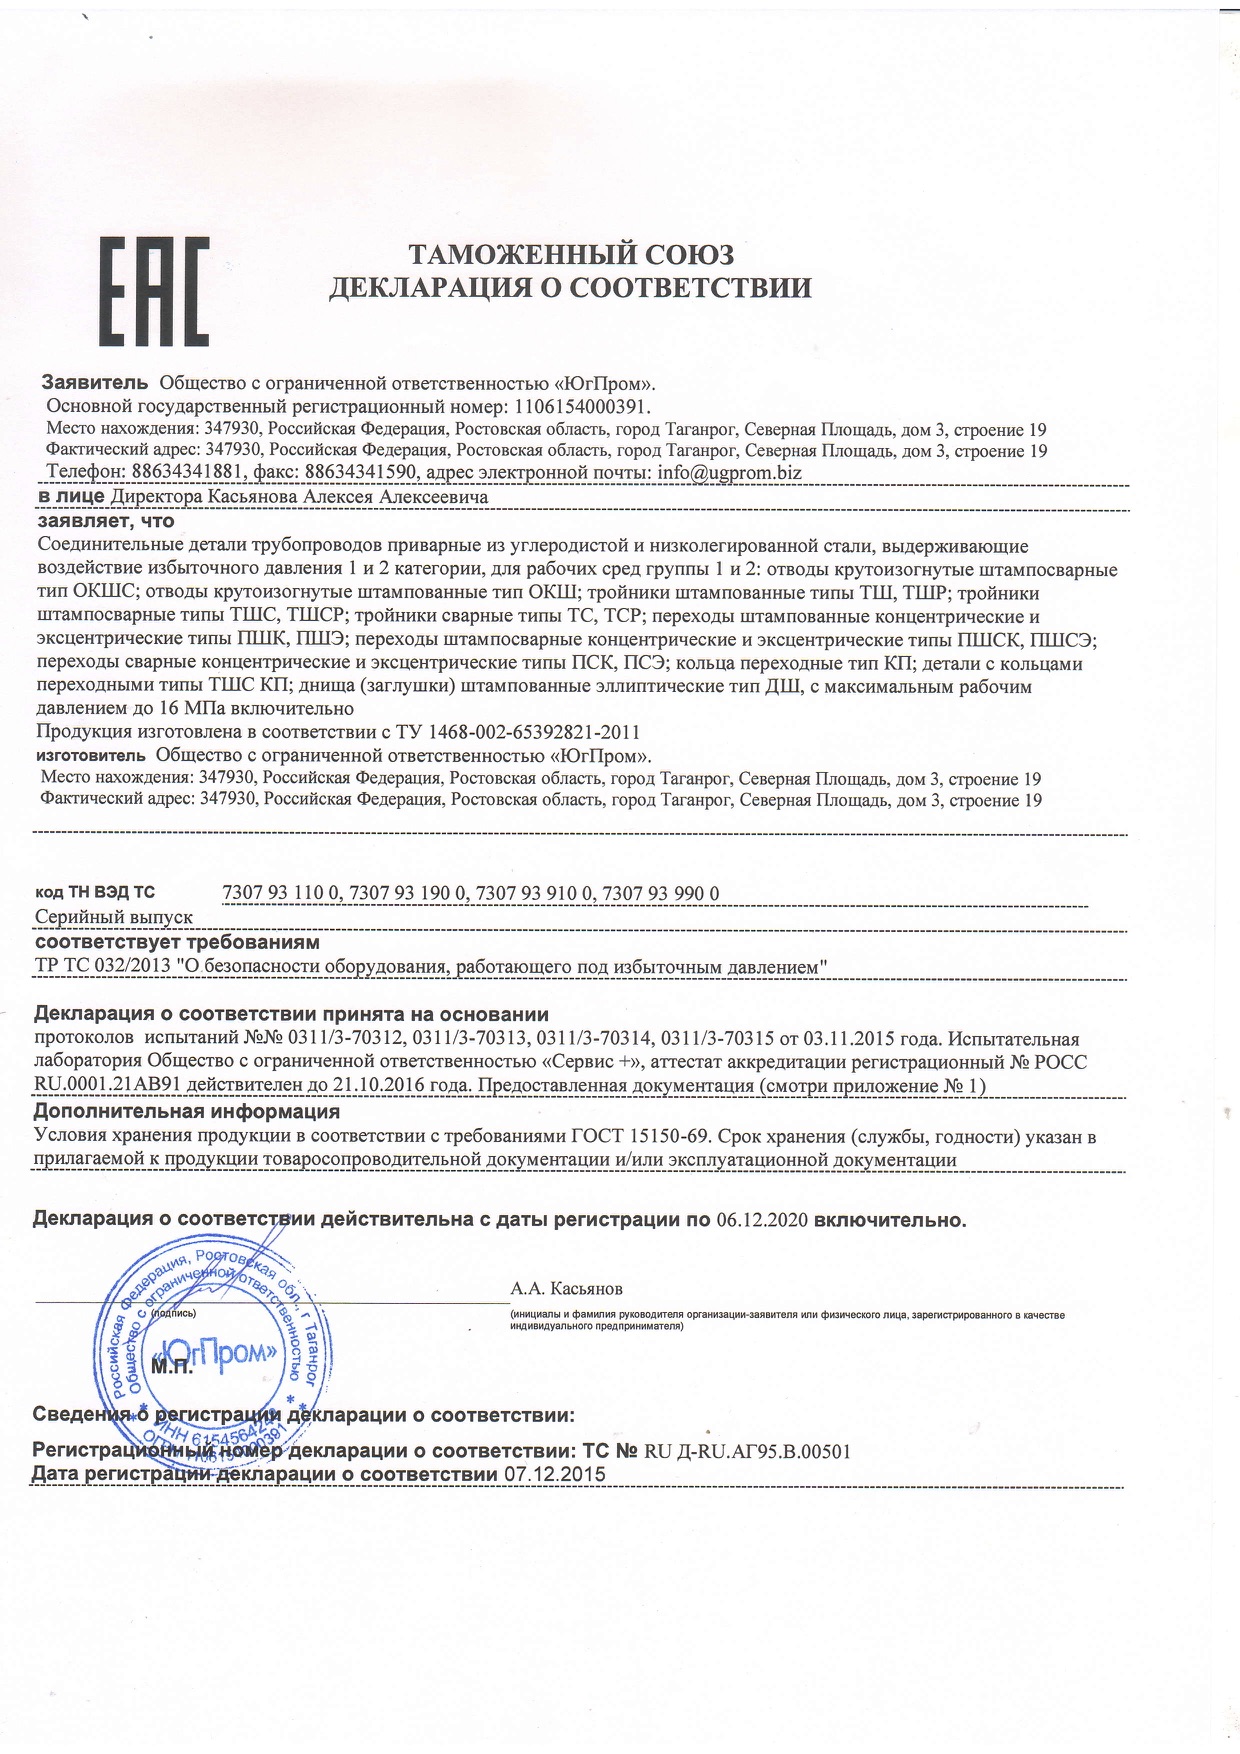 EAC
ТАМОЖЕННЫЙ СОЮЗ
ДЕКЛАРАЦИЯ О СООТВЕТСТВИИ
Заявитель Общество с ограниченной ответственностью «ЮгПром».
Основной государственный регистрационный номер: 1106154000391.
Место нахождения: 347930, Российская Федерация, Ростовская область, город Таганрог, Северная Площадь, дом 3, строение 19
Фактический адрес: 347930, Российская Федерация, Ростовская область, город Таганрог, Северная Площадь, дом 3, строение 19
Телефон: 88634341881, факс: 88634341590, адрес электронной почты: info@ugprom.biz
в лице Директора Касьянова Алексея Алексеевича
заявляет, что
Соединительные детали трубопроводов приварные из углеродистой и низколегированной стали, выдерживающие
воздействие избыточного давления 1 и 2 категории, для рабочих сред группы 1 и 2: отводы крутоизогнутые штампосварные
тип ОКШС; отводы крутоизогнутые штампованные тип ОКШ; тройники штампованные типы ТШ, ТШР; тройники
штампосварные типы ТШС, ТШСР; тройники сварные типы ТС, ТСР; переходы штампованные концентрические и
эксцентрические типы ПШК, ПШЭ; переходы штампосварные концентрические и эксцентрические типы ПШСК, ПШСЭ;
переходы сварные концентрические и эксцентрические типы ПСК, ПСЭ; кольца переходные тип КП; детали с кольцами
переходными типы ТШС КП; днища (заглушки) штампованные эллиптические тип ДШ, с максимальным рабочим
давлением до 16 МПа включительно
Продукция изготовлена в соответствии с ТУ 1468-002-65392821-2011
изготовитель Общество с ограниченной ответственностью «ЮгПром».
Место нахождения: 347930, Российская Федерация, Ростовская область, город Таганрог, Северная Площадь, дом 3, строение 19
Фактический адрес: 347930, Российская Федерация, Ростовская область, город Таганрог, Северная Площадь, дом 3, строение 19
код ТН ВЭД ТС 7307 93 110 0, 7307 93 190 0, 7307 93 910 0, 7307 93 990 0
Серийный выпуск
соответствует требованиям
ТР ТС 032/2013 "О безопасности оборудования, работающего под избыточным давлением"
Декларация о соответствии принята на основании
протоколов испытаний №№ 0311/3-70312, 0311/3-70313, 0311/3-70314, 0311/3-70315 от 03.11.2015 года. Испытательная
лаборатория Общество с ограниченной ответственностью «Сервис +», аттестат аккредитации регистрационный № РОСС
RU.0001.21АВ91 действителен до 21.10.2016 года. Предоставленная документация (смотри приложение № 1)
Дополнительная информация
Условия хранения продукции в соответствии с требованиями ГОСТ 15150-69. Срок хранения (службы, годности) указан в
прилагаемой к продукции товаросопроводительной документации и/или эксплуатационной документации
Декларация о соответствии действительна с даты регистрации по 06.12.2020 включительно.
А.А. Касьянов
(подпись)
(инициалы и фамилия руководителя организации-заявителя или физического лица, зарегистрированного в качестве
индивидуального предпринимателя)
Российская Федерация, Ростовская обл., г Таганрог
Общество с ограниченной ответственностью
«ЮгПром»
М.П.
ИНН
ОГРН
Сведения о регистрации декларации о соответствии:
Регистрационный номер декларации о соответствии: ТС № RU Д-RU.АГ95.В.00501
Дата регистрации декларации о соответствии 07.12.2015